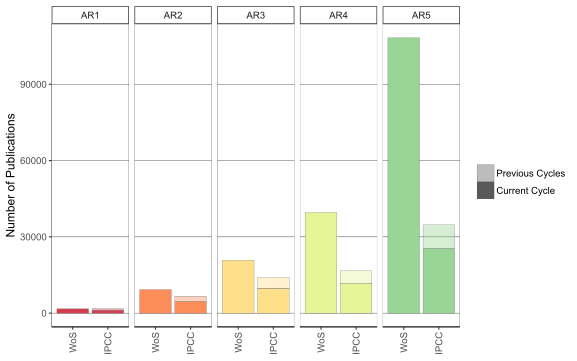 AR1 AR2 AR3 AR4 AR5
Number of Publications
90000
60000
30000
0
Previous Cycles
Current Cycle
WoS IPCC WoS IPCC WoS IPCC WoS IPCC WoS IPCC